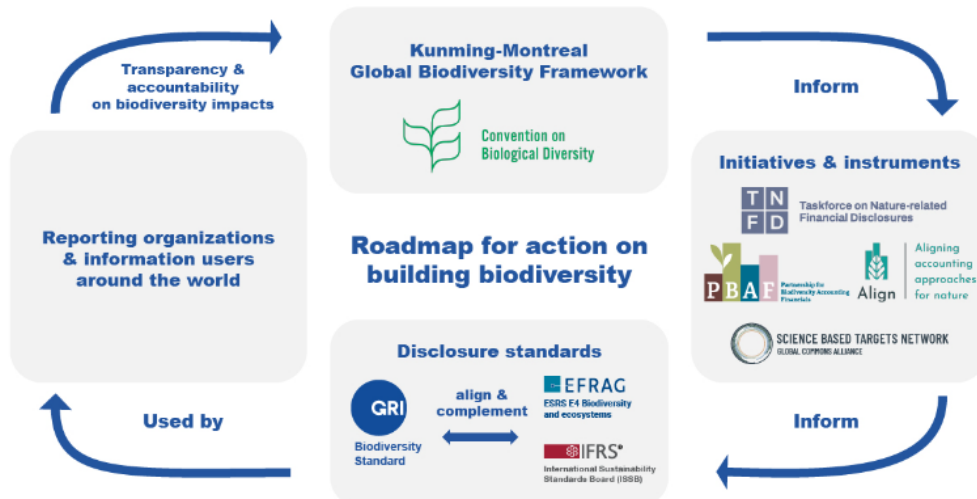 Kunming-Montreal
Global Biodiversity Framework
Convention on
Biological Diversity
Inform
Initiatives & instruments
TN
FD
Taskforce on Nature-related
Financial Disclosures
PBAF
Partnership for
Biodiversity Accounting
Financials
Align
Aligning
accounting
approaches
for nature
SCIENCE BASED TARGETS NETWORK
GLOBAL COMMONS ALLIANCE
Inform
Disclosure standards
GRI
Biodiversity
Standard
align &
complement
EFRAG
ESRS E4 Biodiversity
and ecosystems
IFRS®
International Sustainability
Standards Board (ISSB)
Used by
Reporting organizations
& information users
around the world
Transparency &
accountability
on biodiversity impacts
Roadmap for action on
building biodiversity